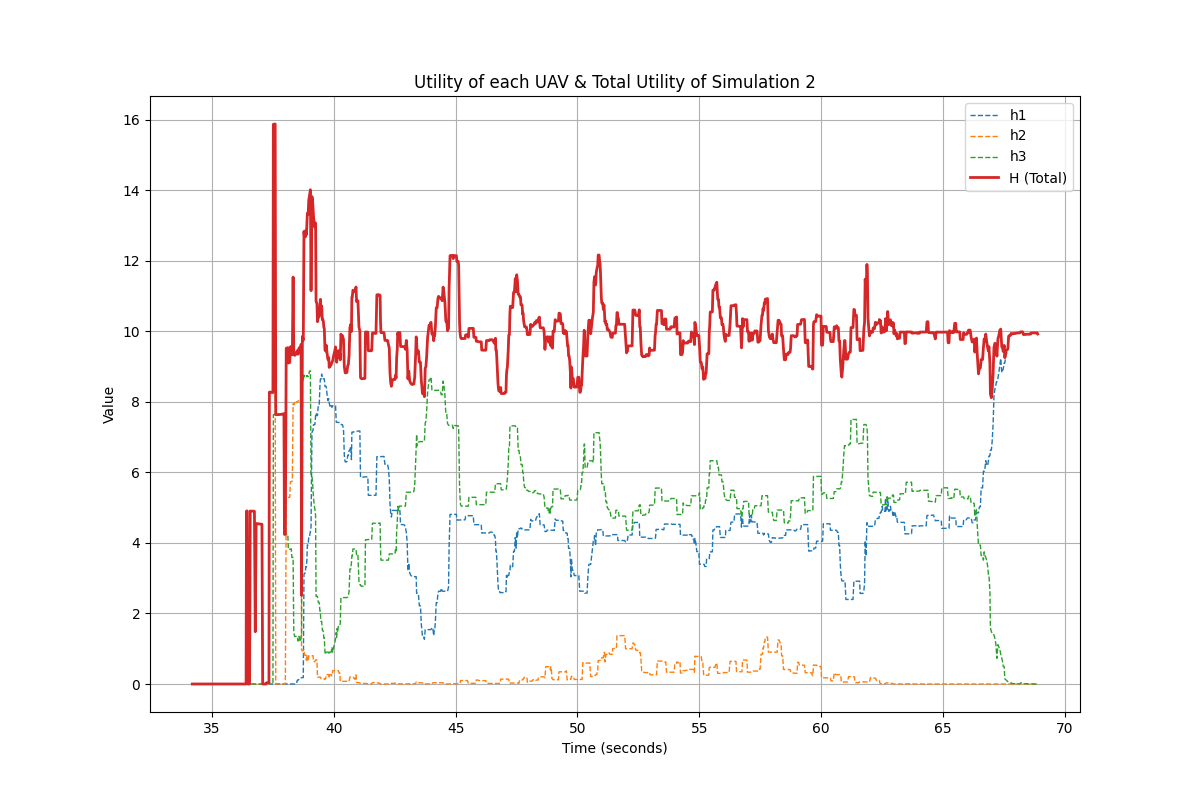 Utility of each UAV & Total Utility of Simulation 2
h1
h2
h3
H (Total)
16
14
12
10
8
6
4
2
0
Value
35 40 45 50 55 60 65 70
Time (seconds)